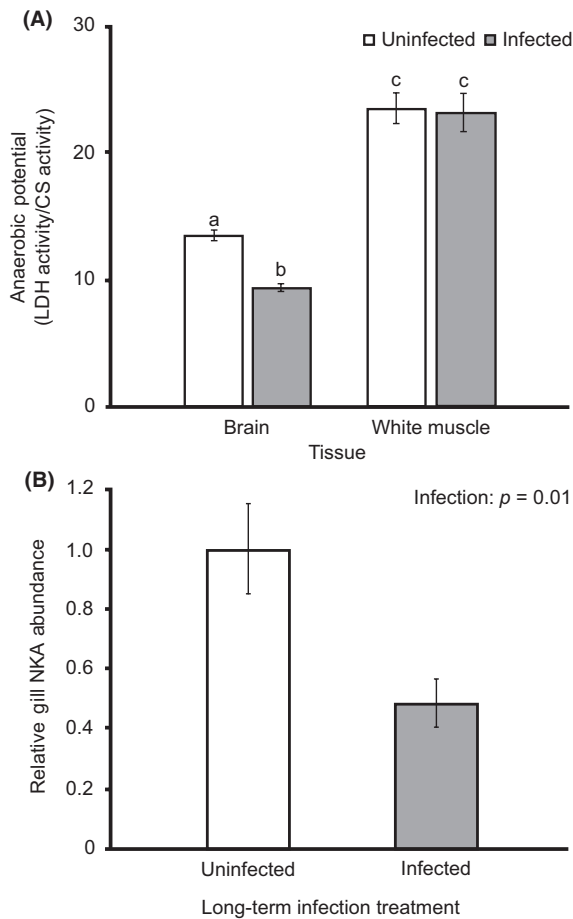 (A)
30
Uninfected Infected
c c
20
a
b
10
0
Anaerobic potential
(LDH activity/CS activity)
Brain White muscle
Tissue
(B)
1.2
Infection: p = 0.01
1.0
0.8
0.6
0.4
0.2
0
Relative gill NKA abundance
Uninfected Infected
Long-term infection treatment